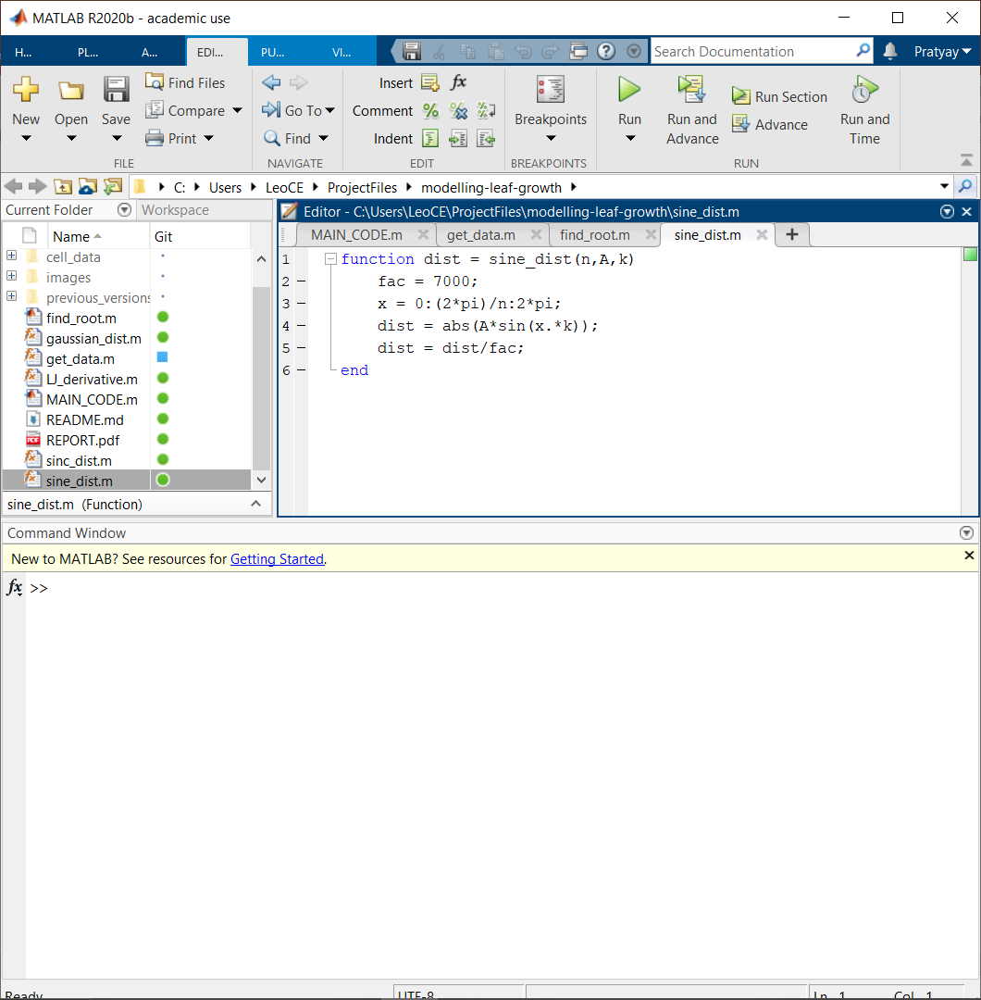 MATLAB R2020b - academic use
H... PL... A... EDI... PU... VI... Search Documentation Pratyay
New Open Save Find Files Compare Print
Go To Find
Insert fx
Comment
Indent
Breakpoints
Run Run and Advance Run Section Advance Run and Time
FILE NAVIGATE EDIT BREAKPOINTS RUN
C: Users LeoCE ProjectFiles modelling-leaf-growth
Current Folder Workspace
Name Git
cell_data
images
previous_versions
find_root.m
gaussian_dist.m
get_data.m
LJ_derivative.m
MAIN_CODE.m
README.md
REPORT.pdf
sinc_dist.m
sine_dist.m
sine_dist.m (Function)
Editor - C:\Users\LeoCE\ProjectFiles\modelling-leaf-growth\sine_dist.m
MAIN_CODE.m get_data.m find_root.m sine_dist.m
1 function dist = sine_dist(n,A,k)
2 – fac = 7000;
3 – x = 0:(2*pi)/n:2*pi;
4 – dist = abs(A*sin(x.*k));
5 – dist = dist/fac;
6 – end
Command Window
New to MATLAB? See resources for Getting Started.
fx >>
Ready UTF-8 Ln 1 Col 1